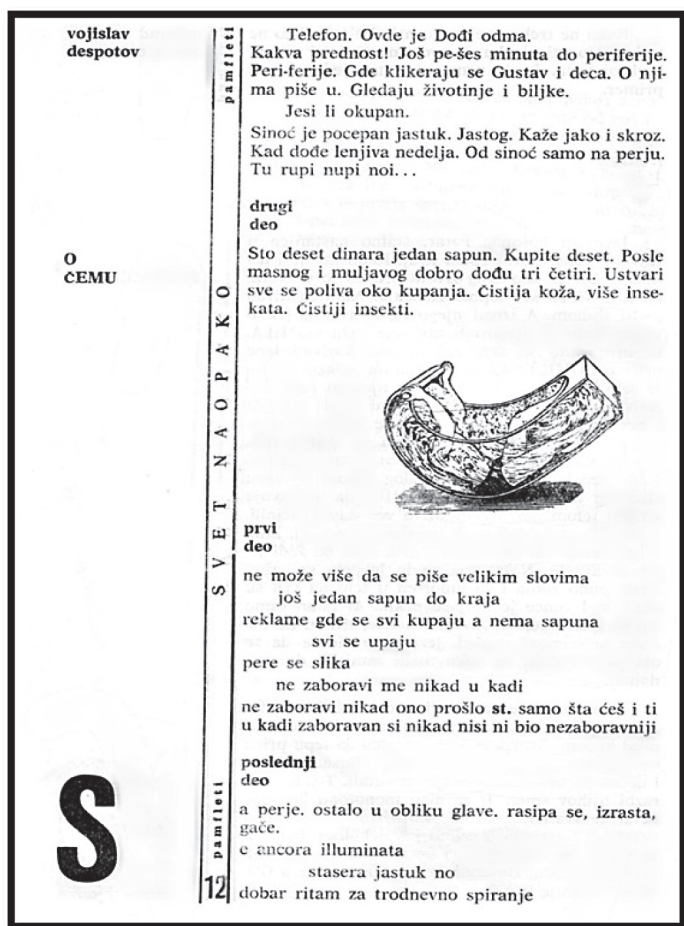 vojislav
despotov
O
ČEMU
S
pamfleti
SVET NAOPAKO
pamfleti
12
Telefon. Ovde je Dođi odma.
Kakva prednost! Još pe-šes minuta do periferije.
Peri-ferije. Gde klikeraju se Gustav i deca. O nji-
ma piše u. Gledaju životinje i biljke.
Jesi li okupan.
Sinoć je pocepan jastuk. Jastog. Kaže jako i skroz.
Kad dođe lenjiva nedelja. Od sinoć samo na perju.
Tu rupi nupi noi...
drugi
deo
Sto deset dinara jedan sapun. Kupite deset. Posle
masnog i muljavog dobro dođu tri četiri. Ustvari
sve se poliva oko kupanja. Čistija koža, više inse-
kata. Čistiji insekti.
prvi
deo
ne može više da se piše velikim slovima
još jedan sapun do kraja
reklame gde se svi kupaju a nema sapuna
svi se upaju
pere se slika
ne zaboravi me nikad u kadi
ne zaboravi nikad ono prošlo st. samo šta ćeš i ti
u kadi zaboravan si nikad nisi ni bio nezaboravniji
poslednji
deo
a perje. ostalo u obliku glave. rasipa se, izrasta,
gaće.
e ancora illuminata
stasera jastuk no
dobar ritam za trodnevno spiranje